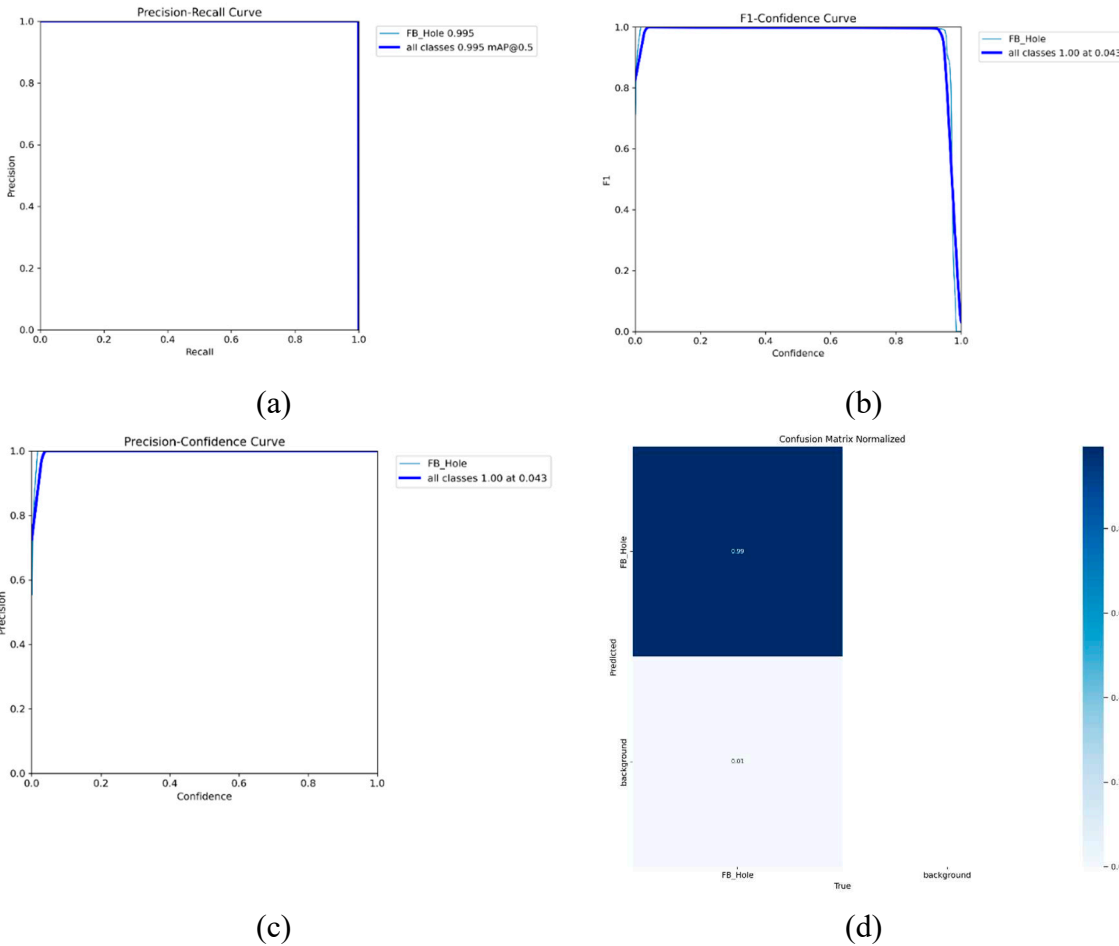 Precision-Recall Curve
1.0
0.8
0.6
0.4
0.2
0.0
Precision
0.0 0.2 0.4 0.6 0.8 1.0
Recall
FB_Hole 0.995
all classes 0.995 mAP@0.5
(a)
F1-Confidence Curve
1.0
0.8
0.6
0.4
0.2
0.0
F1
0.0 0.2 0.4 0.6 0.8 1.0
Confidence
FB_Hole
all classes 1.00 at 0.043
(b)
Precision-Confidence Curve
1.0
0.8
0.6
0.4
0.2
0.0
Precision
0.0 0.2 0.4 0.6 0.8 1.0
Confidence
FB_Hole
all classes 1.00 at 0.043
(c)
Confusion Matrix Normalized
FB_Hole
background
Predicted
0.99
0.01
FB_Hole background
True
(d)